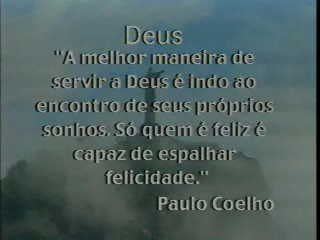 Deus
"A melhor maneira de
servir a Deus é indo ao
encontro de seus próprios
sonhos. Só quem é feliz é
capaz de espalhar
felicidade."
Paulo Coelho